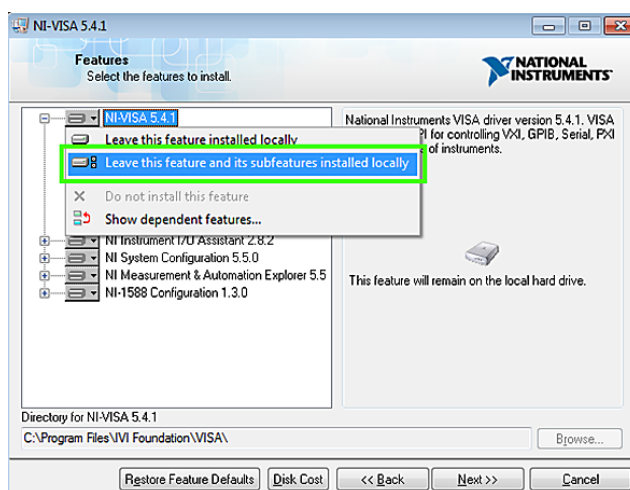 NI-VISA 5.4.1
Features
Select the features to install.
NATIONAL
INSTRUMENTS
NI-VISA 5.4.1
Leave this feature installed locally
Leave this feature and its subfeatures installed locally
Do not install this feature
Show dependent features...
NI Instrument I/O Assistant 2.8.2
NI System Configuration 5.5.0
NI Measurement & Automation Explorer 5.5
NI-1588 Configuration 1.3.0
National Instruments VISA driver version 5.4.1. VISA
for controlling VXI, GPIB, Serial, PXI
of instruments.
This feature will remain on the local hard drive.
Directory for NI-VISA 5.4.1
C:\Program Files\IVI Foundation\VISA\
Browse...
Restore Feature Defaults
Disk Cost
<< Back
Next >>
Cancel